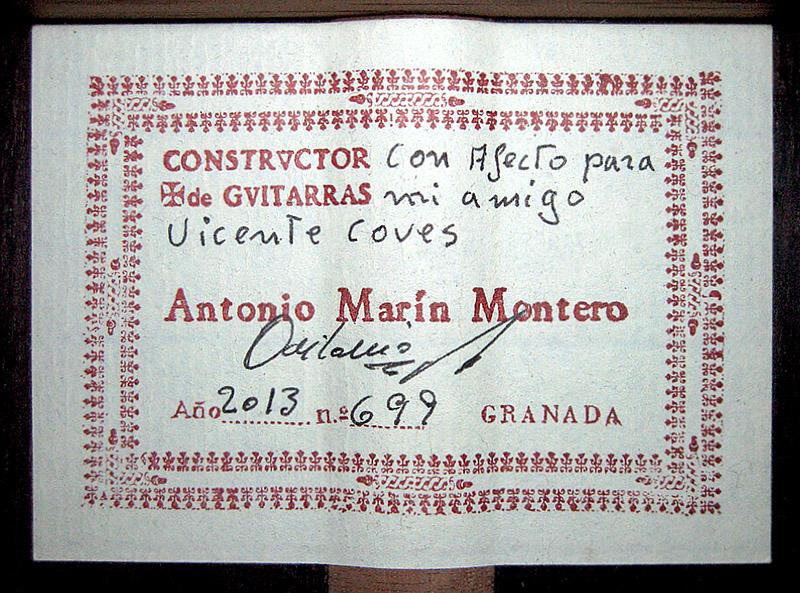 CONSTRVCTOR Con Afecto para
✠de GVITARRAS mi amigo
Vicente Coves
Antonio Marín Montero
Año 2013 n.º 699 GRANADA